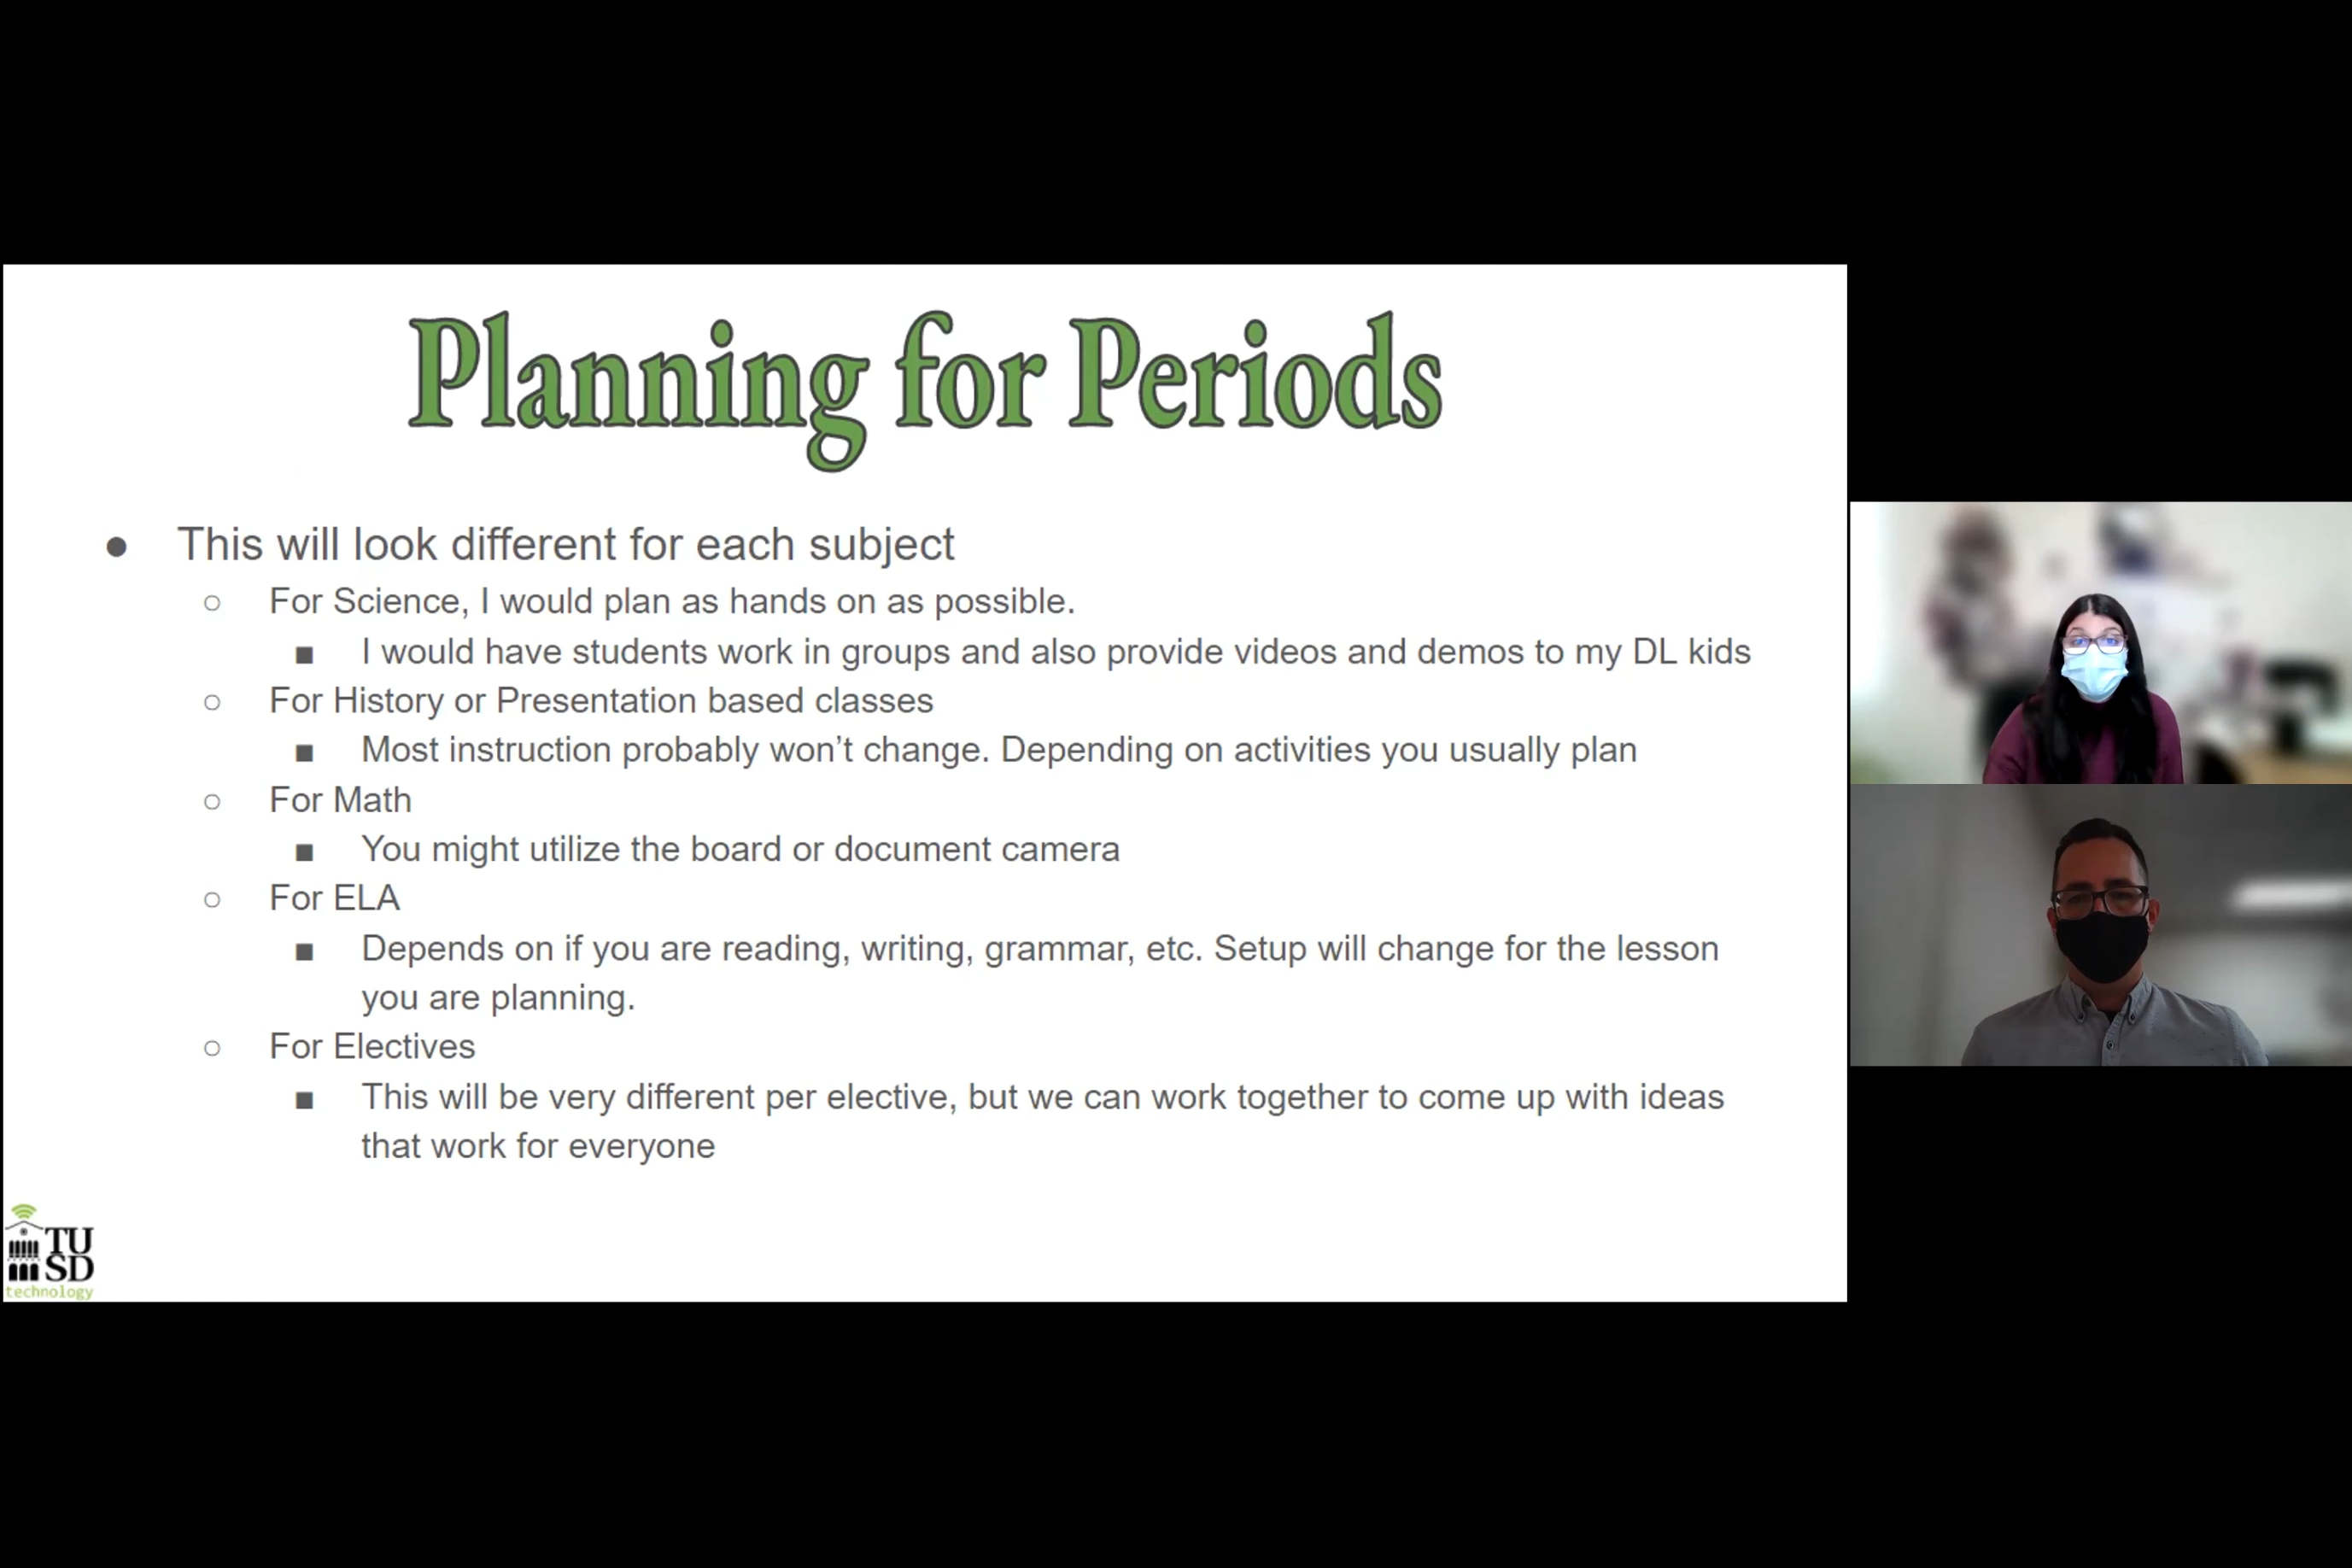 Planning for Periods
This will look different for each subject
For Science, I would plan as hands on as possible.
I would have students work in groups and also provide videos and demos to my DL kids
For History or Presentation based classes
Most instruction probably won’t change. Depending on activities you usually plan
For Math
You might utilize the board or document camera
For ELA
Depends on if you are reading, writing, grammar, etc. Setup will change for the lesson
you are planning.
For Electives
This will be very different per elective, but we can work together to come up with ideas
that work for everyone
TU
SD
technology